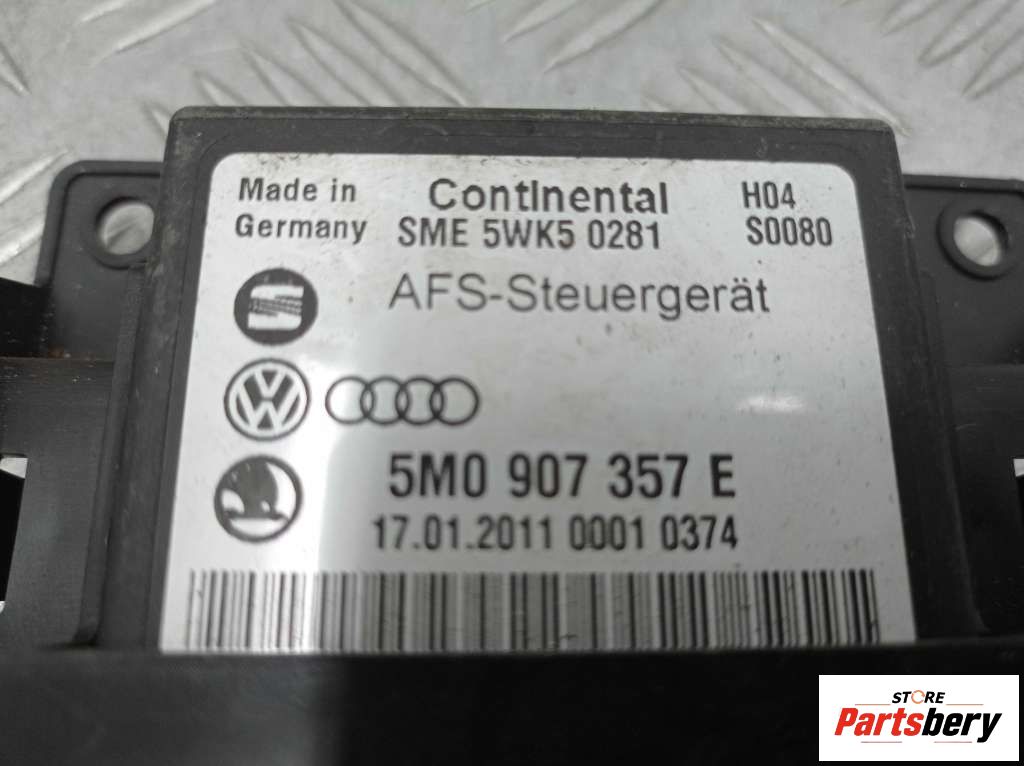 Made in Continental H04
Germany SME 5WK5 0281 S0080
AFS-Steuergerät
5M0 907 357 E
17.01.2011 0001 0374
STORE
Partsbery